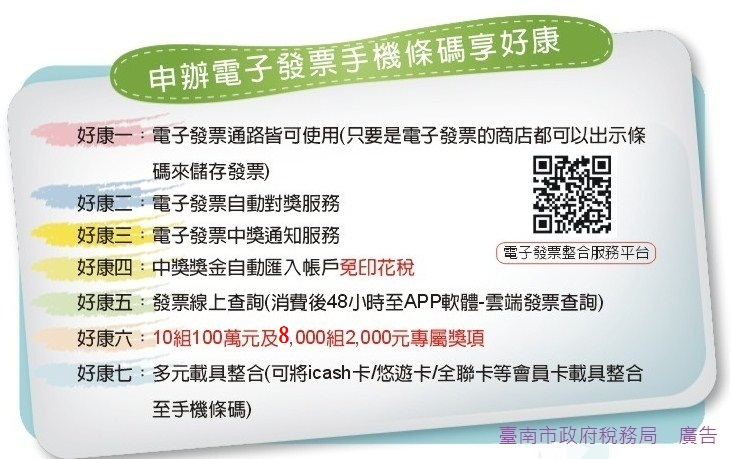 申辦電子發票手機條碼享好康
好康一：電子發票通路皆可使用(只要是電子發票的商店都可以出示條
碼來儲存發票)
好康二：電子發票自動對獎服務
好康三：電子發票中獎通知服務
電子發票整合服務平台
好康四：中獎獎金自動匯入帳戶免印花稅
好康五：發票線上查詢(消費後48小時至APP軟體-雲端發票查詢)
好康六：10組100萬元及8,000組2,000元專屬獎項
好康七：多元載具整合(可將icash卡/悠遊卡/全聯卡等會員卡載具整合
至手機條碼)
臺南市政府稅務局　廣告